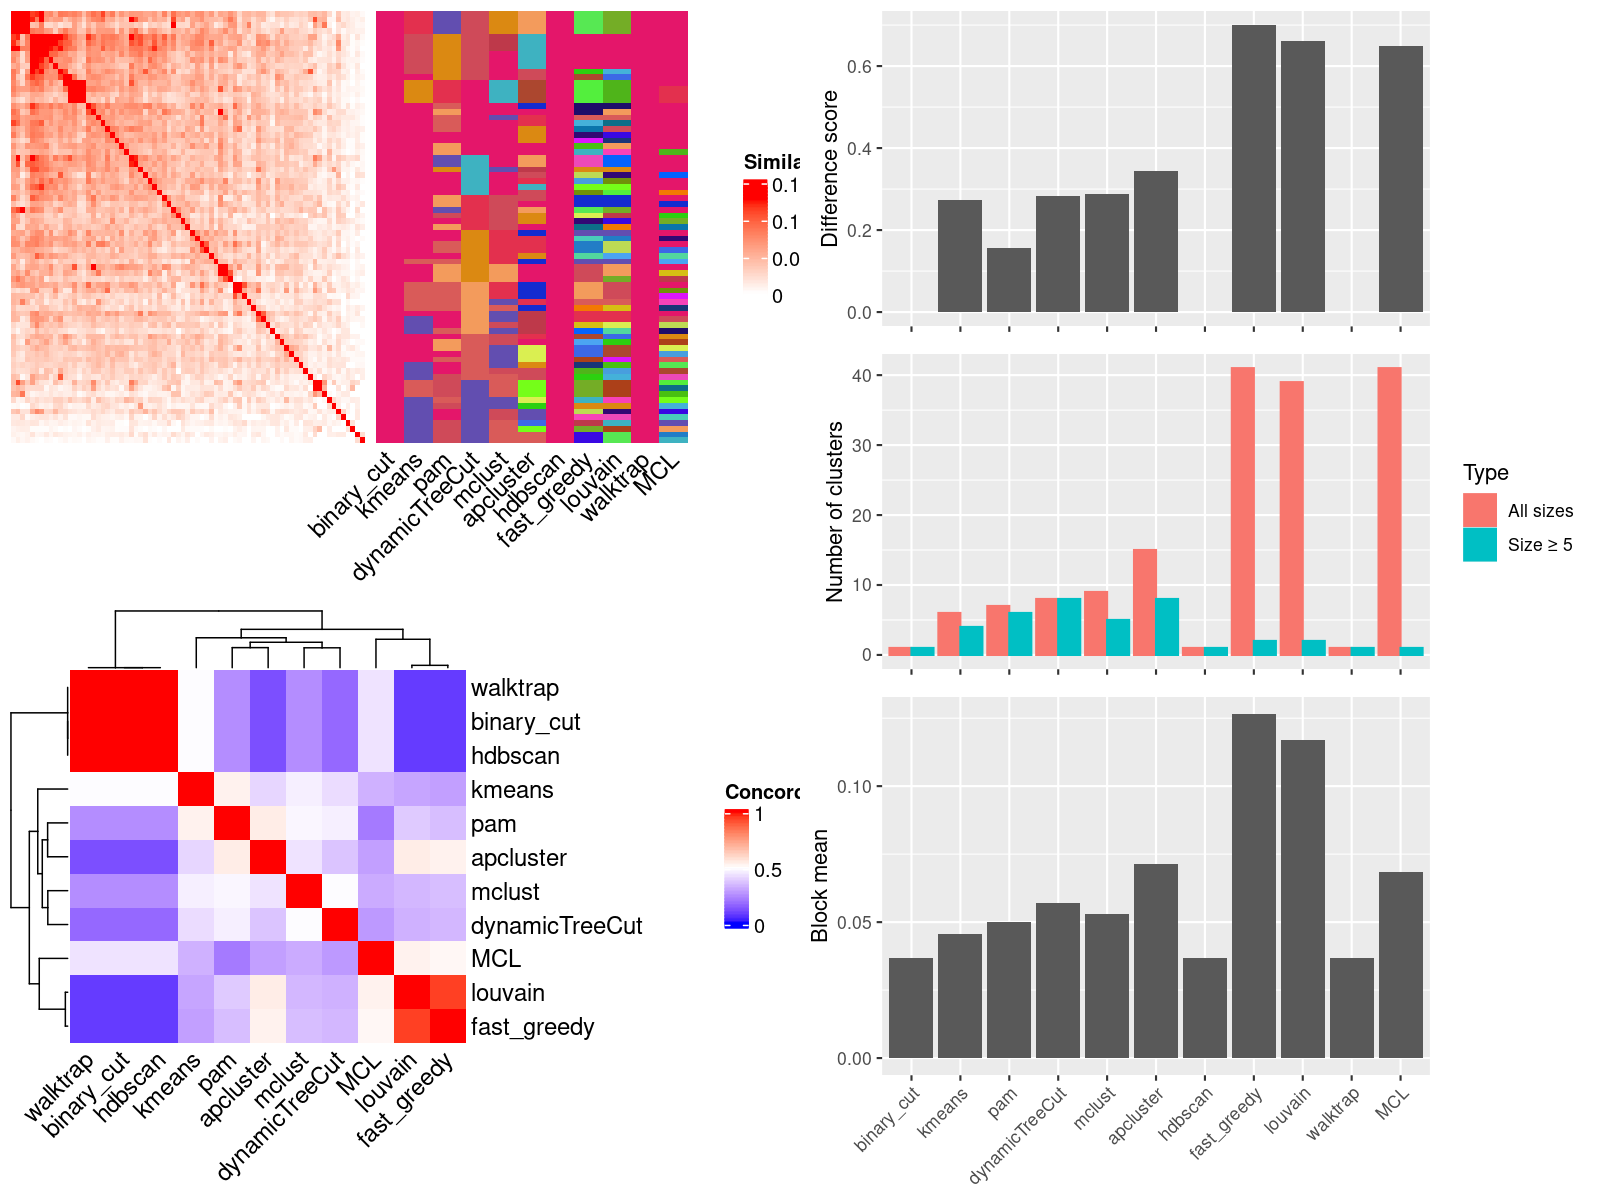 Simila
0.1
0.1
0.0
0
binary_cut
kmeans
pam
dynamicTreeCut
mclust
apcluster
hdbscan
fast_greedy
louvain
walktrap
MCL
walktrap
binary_cut
hdbscan
kmeans
pam
apcluster
mclust
dynamicTreeCut
MCL
louvain
fast_greedy
walktrap
binary_cut
hdbscan
kmeans
pam
apcluster
mclust
dynamicTreeCut
MCL
louvain
fast_greedy
Concord
1
0.5
0
Difference score
0.6
0.4
0.2
0.0
Number of clusters
40
30
20
10
0
Type
All sizes
Size ≥ 5
Block mean
0.10
0.05
0.00
binary_cut
kmeans
pam
dynamicTreeCut
mclust
apcluster
hdbscan
fast_greedy
louvain
walktrap
MCL